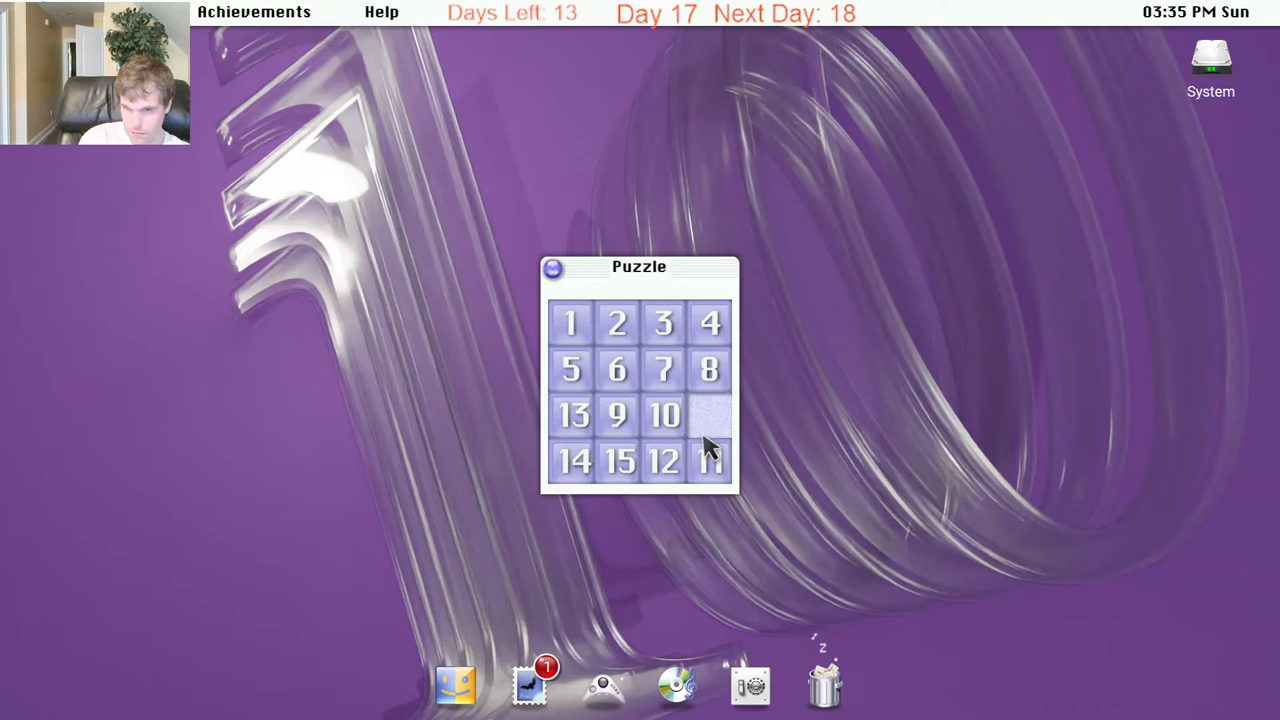 Achievements Help Days Left: 13 Day 17 Next Day: 18 03:35 PM Sun
System
Puzzle
1 2 3 4
5 6 7 8
13 9 10
14 15 12 11
1
z